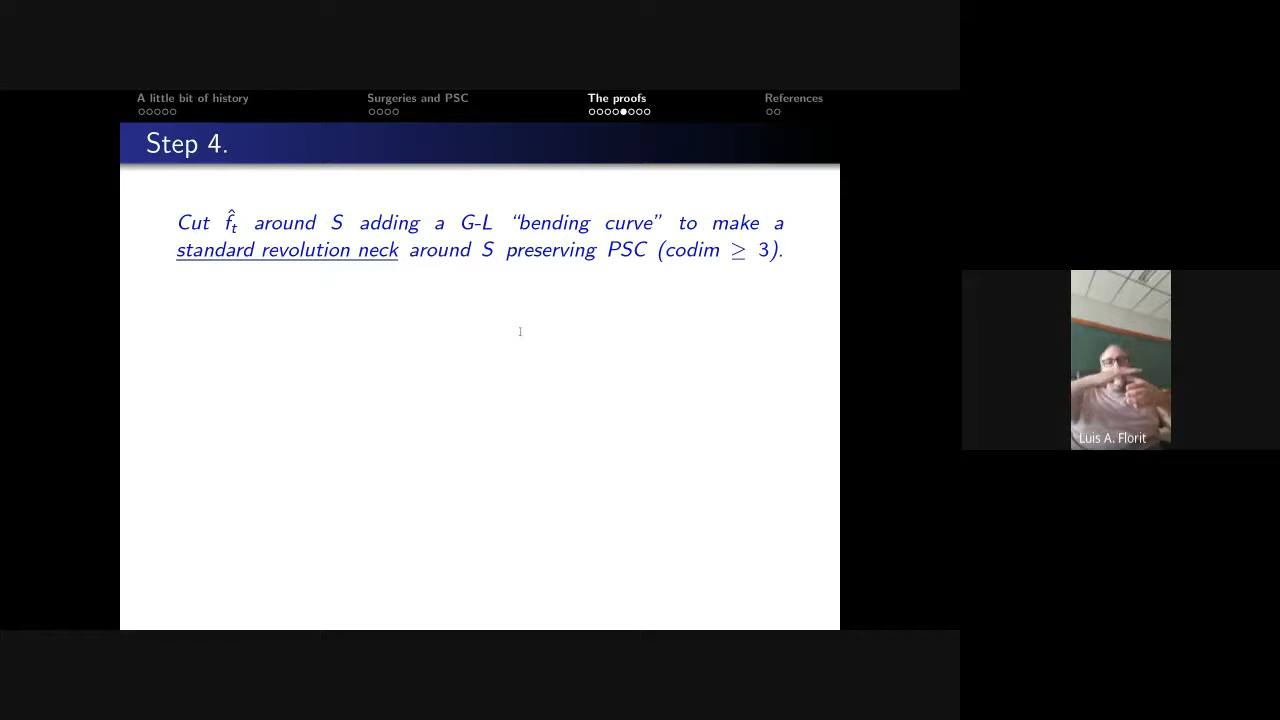 A little bit of history Surgeries and PSC The proofs References
Step 4.
Cut f̂ₜ around S adding a G-L “bending curve” to make a
standard revolution neck around S preserving PSC (codim ≥ 3).
Luis A. Florit